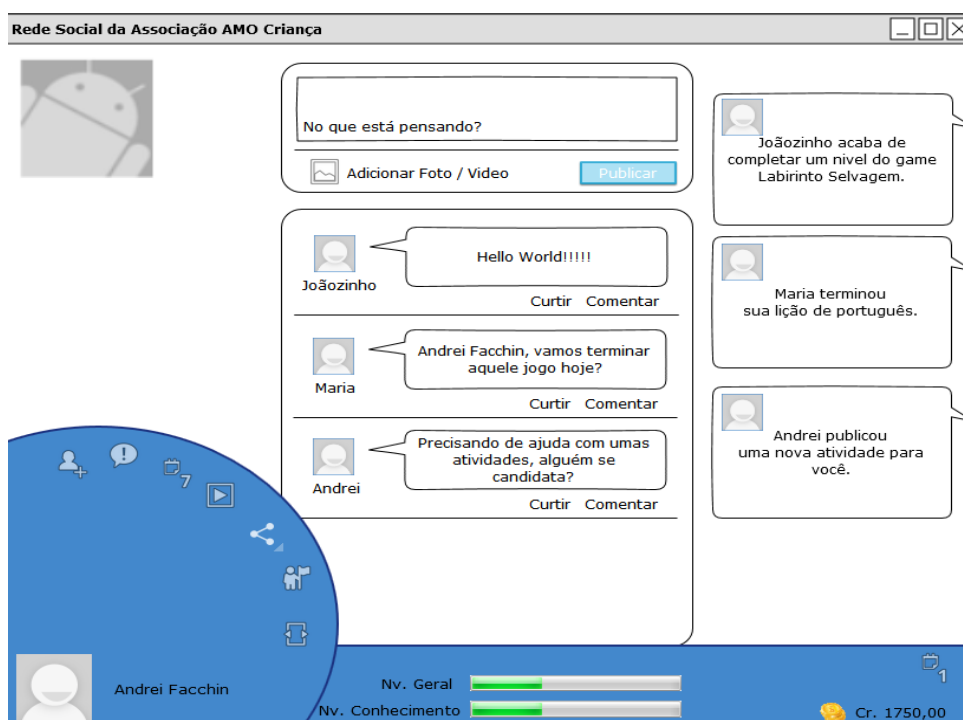 Rede Social da Associação AMO Criança
No que está pensando?
Adicionar Foto / Video
Publicar
Joãozinho
Hello World!!!!!
Curtir Comentar
Maria
Andrei Facchin, vamos terminar
aquele jogo hoje?
Curtir Comentar
Andrei
Precisando de ajuda com umas
atividades, alguém se
candidata?
Curtir Comentar
Joãozinho acaba de
completar um nivel do game
Labirinto Selvagem.
Maria terminou
sua lição de português.
Andrei publicou
uma nova atividade para
você.
7
Andrei Facchin
Nv. Geral
Nv. Conhecimento
1
Cr. 1750,00